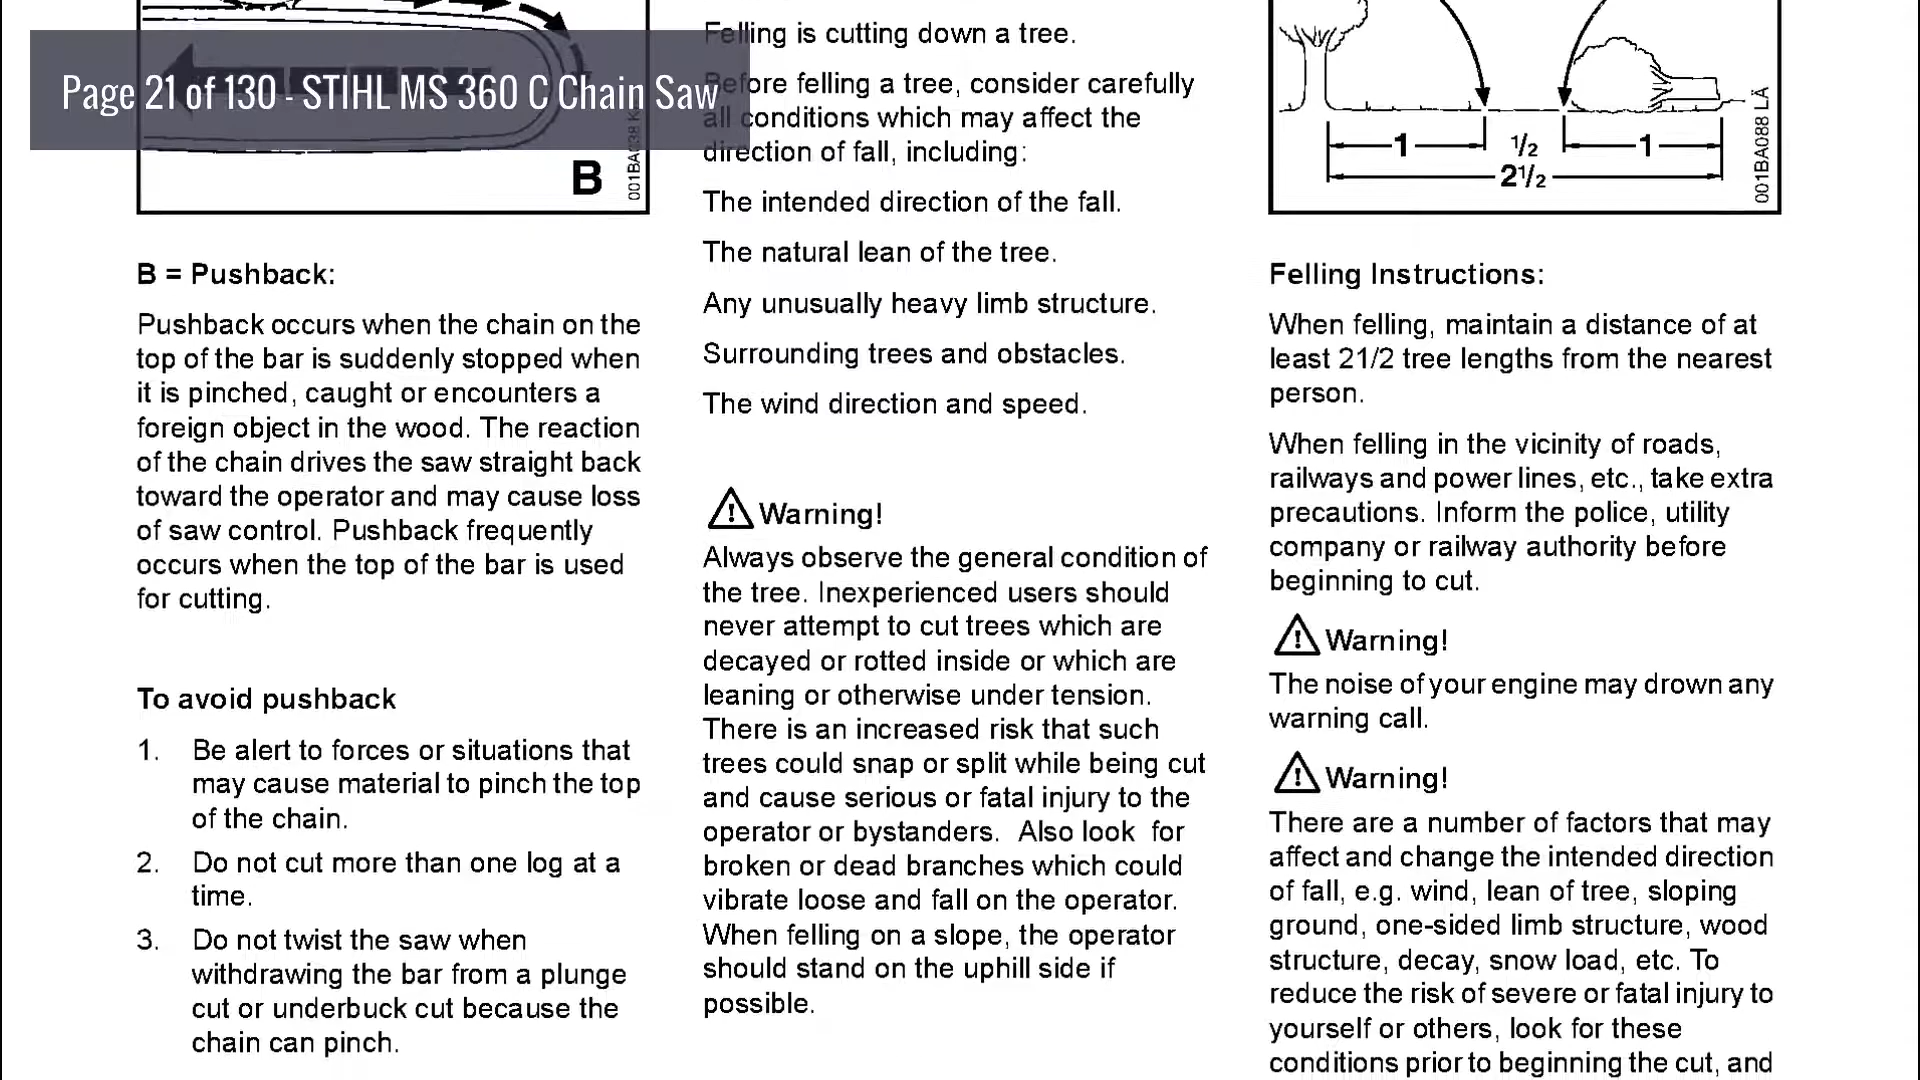 Page 21 of 130 - STIHL MS 360 C Chain Saw
B
B = Pushback:
Pushback occurs when the chain on the
top of the bar is suddenly stopped when
it is pinched, caught or encounters a
foreign object in the wood. The reaction
of the chain drives the saw straight back
toward the operator and may cause loss
of saw control. Pushback frequently
occurs when the top of the bar is used
for cutting.
To avoid pushback
1. Be alert to forces or situations that
may cause material to pinch the top
of the chain.
2. Do not cut more than one log at a
time.
3. Do not twist the saw when
withdrawing the bar from a plunge
cut or underbuck cut because the
chain can pinch.
Felling is cutting down a tree.
Before felling a tree, consider carefully
all conditions which may affect the
direction of fall, including:
The intended direction of the fall.
The natural lean of the tree.
Any unusually heavy limb structure.
Surrounding trees and obstacles.
The wind direction and speed.
Warning!
Always observe the general condition of
the tree. Inexperienced users should
never attempt to cut trees which are
decayed or rotted inside or which are
leaning or otherwise under tension.
There is an increased risk that such
trees could snap or split while being cut
and cause serious or fatal injury to the
operator or bystanders. Also look for
broken or dead branches which could
vibrate loose and fall on the operator.
When felling on a slope, the operator
should stand on the uphill side if
possible.
1 1/2 1
2 1/2
001BA088 LÄ
Felling Instructions:
When felling, maintain a distance of at
least 21/2 tree lengths from the nearest
person.
When felling in the vicinity of roads,
railways and power lines, etc., take extra
precautions. Inform the police, utility
company or railway authority before
beginning to cut.
Warning!
The noise of your engine may drown any
warning call.
Warning!
There are a number of factors that may
affect and change the intended direction
of fall, e.g. wind, lean of tree, sloping
ground, one-sided limb structure, wood
structure, decay, snow load, etc. To
reduce the risk of severe or fatal injury to
yourself or others, look for these
conditions prior to beginning the cut, and